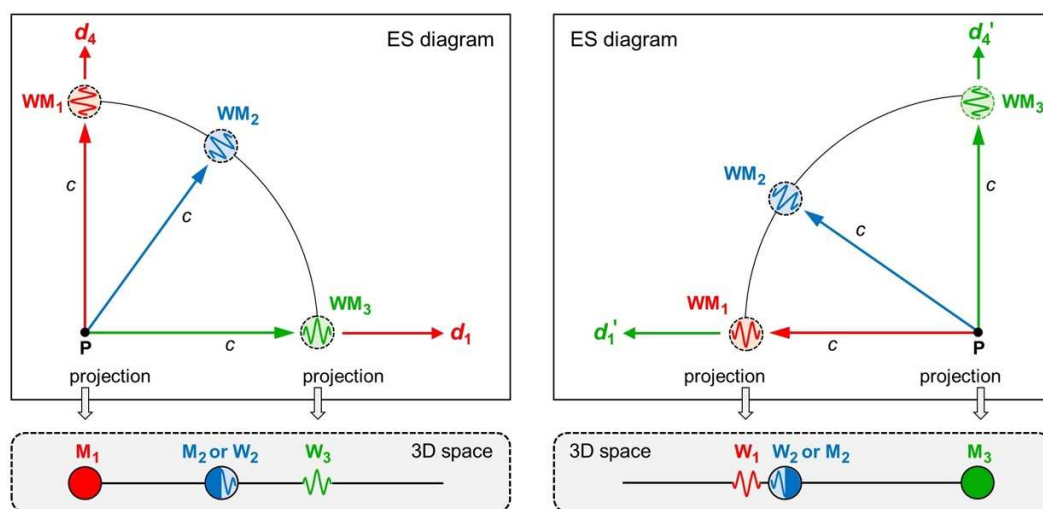 d4
ES diagram
WM1
WM2
c
c
WM3
P
c
d1
projection
projection
M1
M2 or W2
W3
3D space
ES diagram
d4'
WM3
WM2
c
c
WM1
d1'
c
P
projection
projection
3D space
W1
W2 or M2
M3